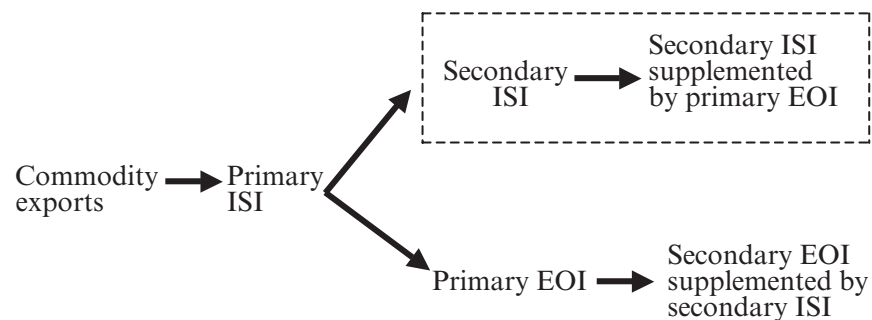 Secondary ISI
supplemented
by primary EOI
Secondary
ISI
Commodity
exports
Primary
ISI
Primary EOI
Secondary EOI
supplemented by
secondary ISI